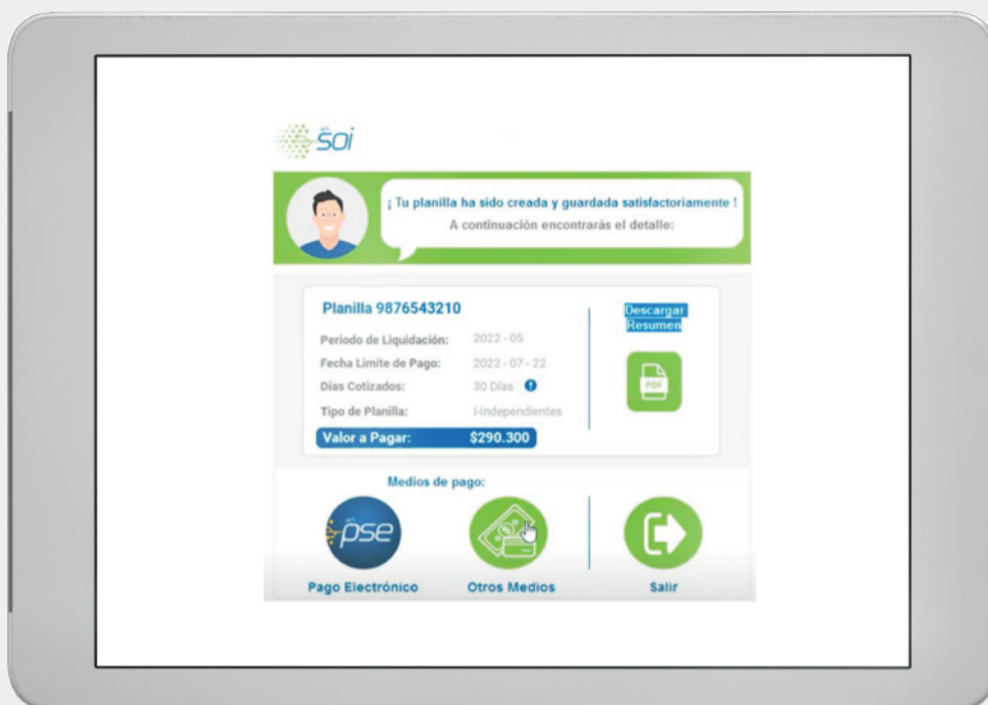 soi
¡ Tu planilla ha sido creada y guardada satisfactoriamente !
A continuación encontrarás el detalle:
Planilla 9876543210
Periodo de Liquidación: 2022 - 05
Fecha Limite de Pago: 2022 - 07 - 22
Días Cotizados: 30 Días
Tipo de Planilla: I-Independientes
Valor a Pagar: $290.300
Descargar
Resumen
PDF
Medios de pago:
pse
Pago Electrónico
Otros Medios
Salir